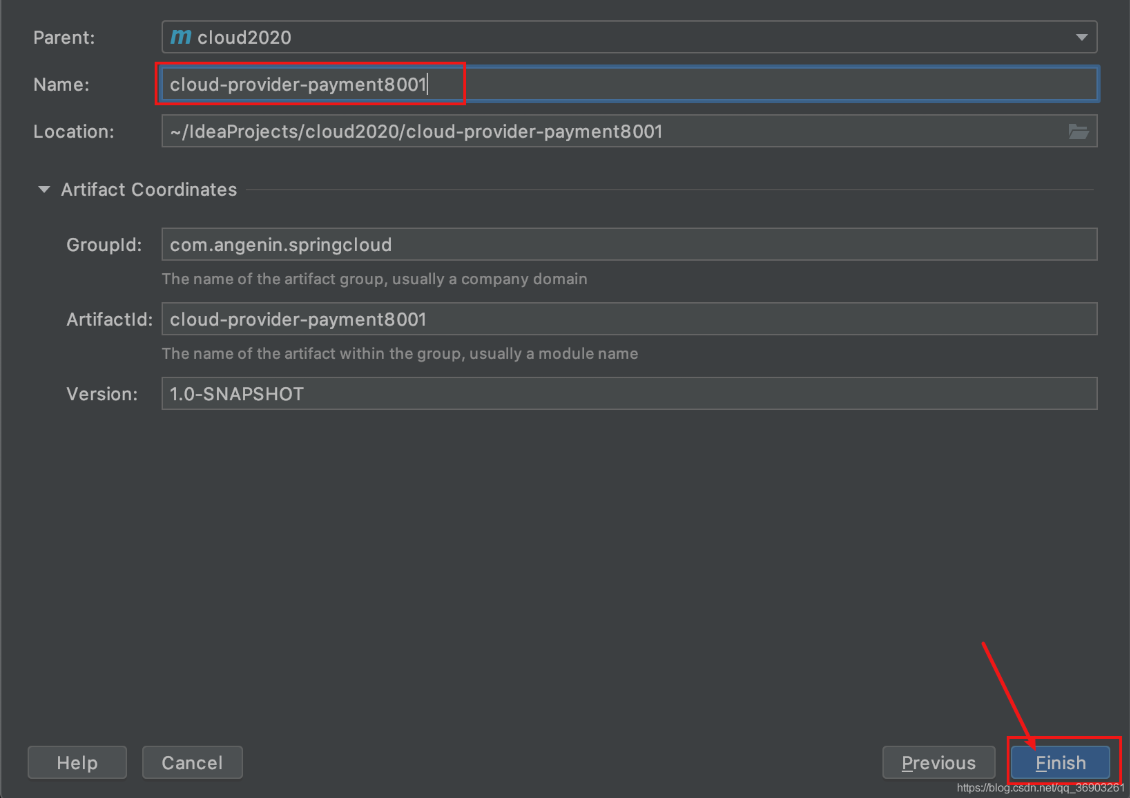 Parent: m cloud2020
Name: cloud-provider-payment8001
Location: ~/IdeaProjects/cloud2020/cloud-provider-payment8001
Artifact Coordinates
GroupId: com.angenin.springcloud
The name of the artifact group, usually a company domain
ArtifactId: cloud-provider-payment8001
The name of the artifact within the group, usually a module name
Version: 1.0-SNAPSHOT
Help Cancel Previous Finish
https://blog.csdn.net/qq_36903261